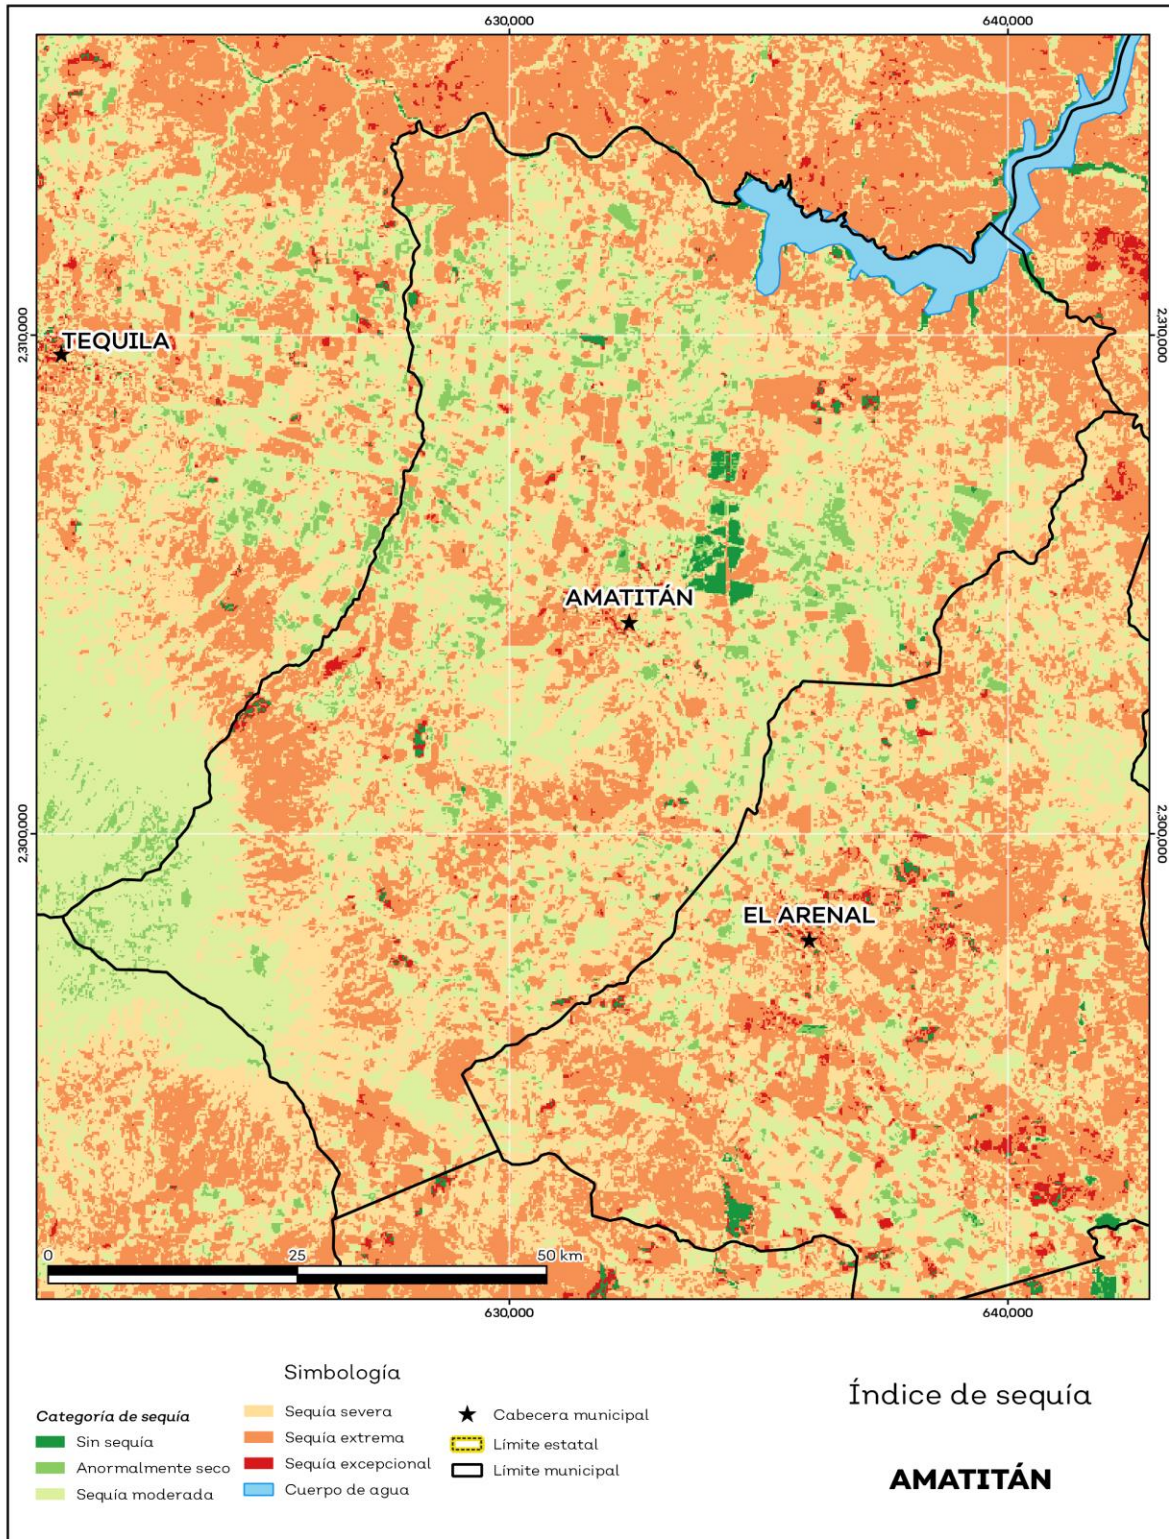 630,000
640,000
2,310,000
2,310,000
TEQUILA
AMATITÁN
2,300,000
2,300,000
EL ARENAL
0
25
50 km
630,000
640,000
Simbología
Categoría de sequía
Sin sequía
Anormalmente seco
Sequía moderada
Sequía severa
Sequía extrema
Sequía excepcional
Cuerpo de agua
Cabecera municipal
Límite estatal
Límite municipal
Índice de sequía
AMATITÁN